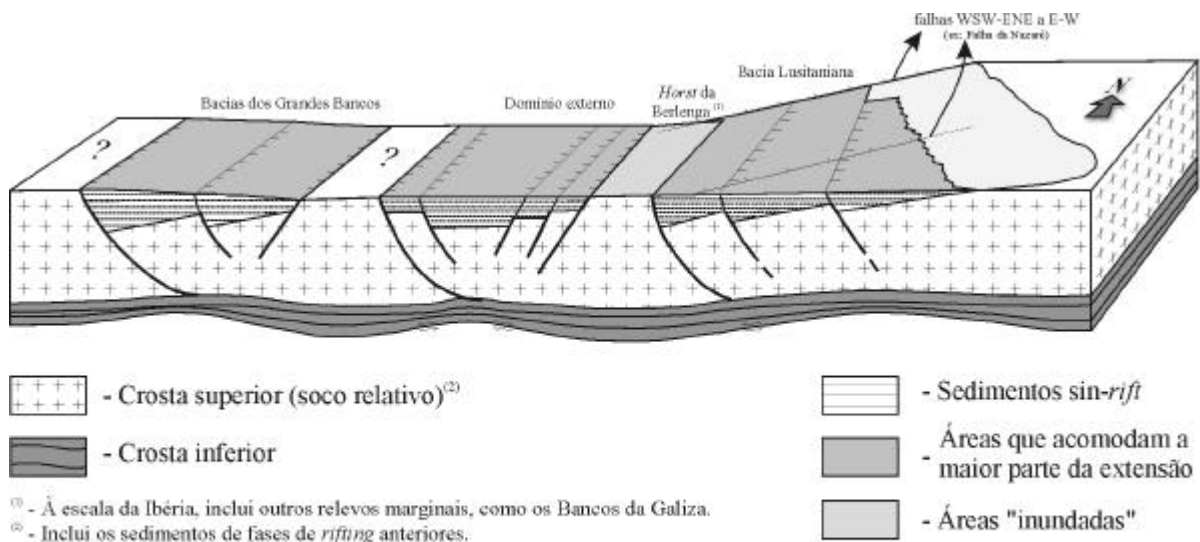 falhas WSW-ENE a E-W
(ex: Falha da Nazaré)
Bacia Lusitaniana
Horst da
Berlenga (1)
Domínio externo
Bacias dos Grandes Bancos
N
?
?
- Crosta superior (soco relativo)(2)
- Crosta inferior
- Sedimentos sin-rift
- Áreas que acomodam a
maior parte da extensão
- Áreas "inundadas"
(1) - À escala da Ibéria, inclui outros relevos marginais, como os Bancos da Galiza.
(2) - Inclui os sedimentos de fases de rifting anteriores.